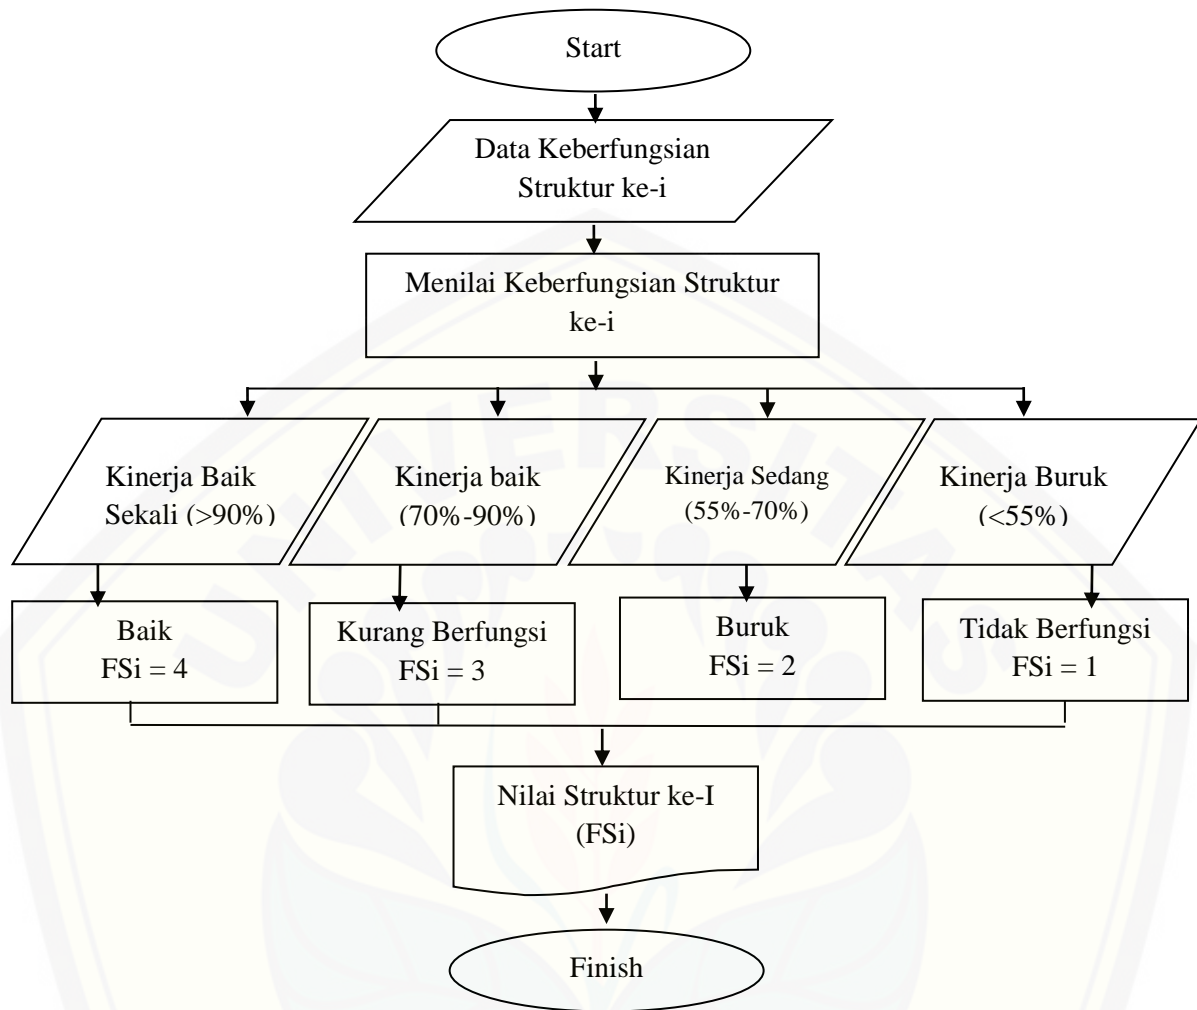 Start
Data Keberfungsian
Struktur ke-i
Menilai Keberfungsian Struktur
ke-i
Kinerja Baik
Sekali (>90%)
Kinerja baik
(70%-90%)
Kinerja Sedang
(55%-70%)
Kinerja Buruk
(<55%)
Baik
FSi = 4
Kurang Berfungsi
FSi = 3
Buruk
FSi = 2
Tidak Berfungsi
FSi = 1
Nilai Struktur ke-I
(FSi)
Finish
UNIVERSITAS